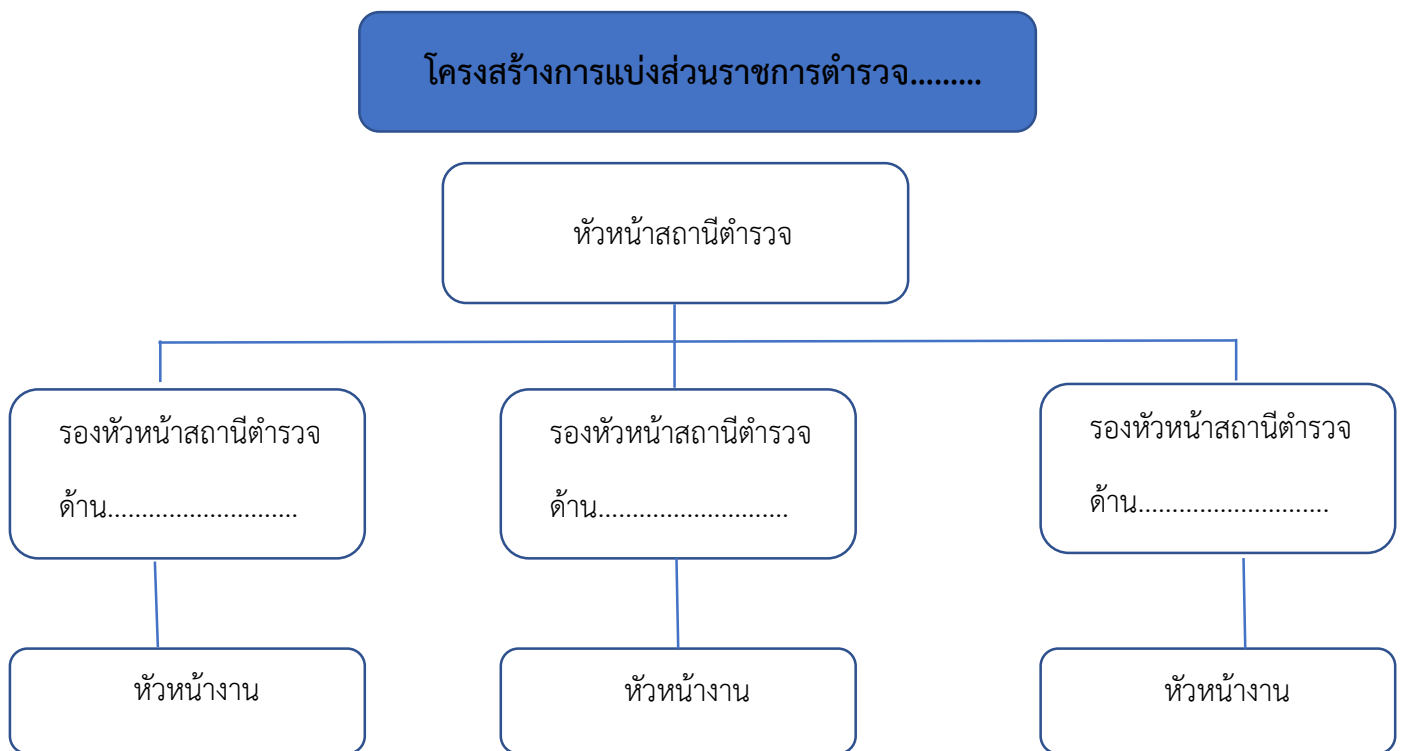 โครงสร้างการแบ่งส่วนราชการตำรวจ.........
หัวหน้าสถานีตำรวจ
รองหัวหน้าสถานีตำรวจ
ด้าน............................
รองหัวหน้าสถานีตำรวจ
ด้าน............................
รองหัวหน้าสถานีตำรวจ
ด้าน............................
หัวหน้างาน
หัวหน้างาน
หัวหน้างาน